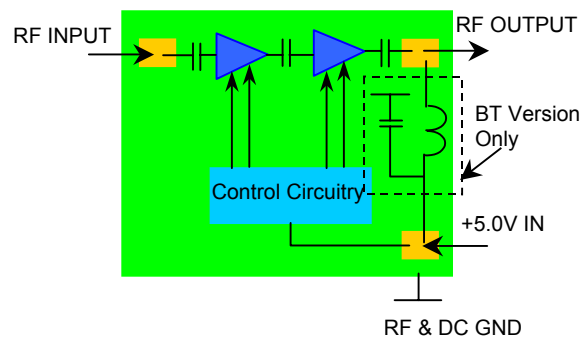 RF INPUT
RF OUTPUT
BT Version
Only
Control Circuitry
+5.0V IN
RF & DC GND